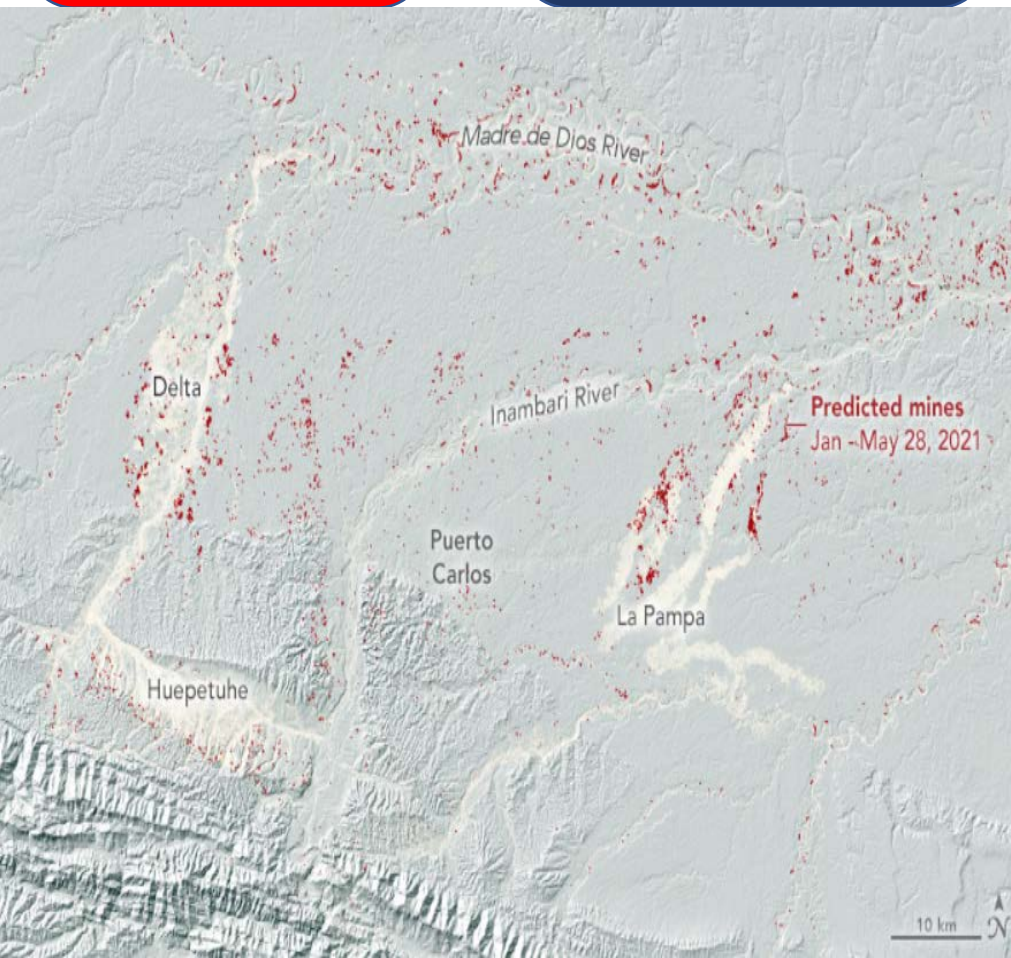 Madre de Dios River
Delta
Inambari River
Predicted mines
Jan - May 28, 2021
Puerto
Carlos
La Pampa
Huepetuhe
10 km
N